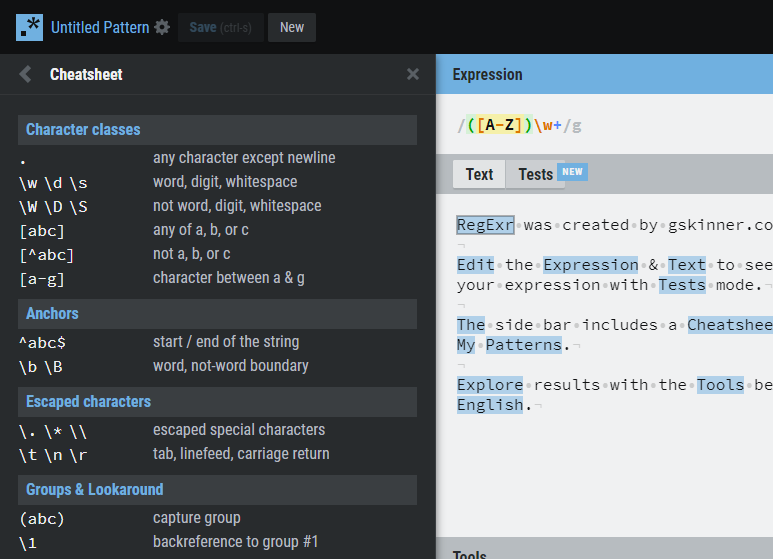 .* Untitled Pattern Save (ctrl-s) New
Cheatsheet
Character classes
. any character except newline
\w \d \s word, digit, whitespace
\W \D \S not word, digit, whitespace
[abc] any of a, b, or c
[^abc] not a, b, or c
[a-g] character between a & g
Anchors
^abc$ start / end of the string
\b \B word, not-word boundary
Escaped characters
\. \* \\ escaped special characters
\t \n \r tab, linefeed, carriage return
Groups & Lookaround
(abc) capture group
\1 backreference to group #1
Expression
/([A-Z])\w+/g
Text Tests NEW
RegExr was created by gskinner.co
Edit the Expression & Text to see
your expression with Tests mode.
The side bar includes a Cheatshee
My Patterns.
Explore results with the Tools be
English.
Tools